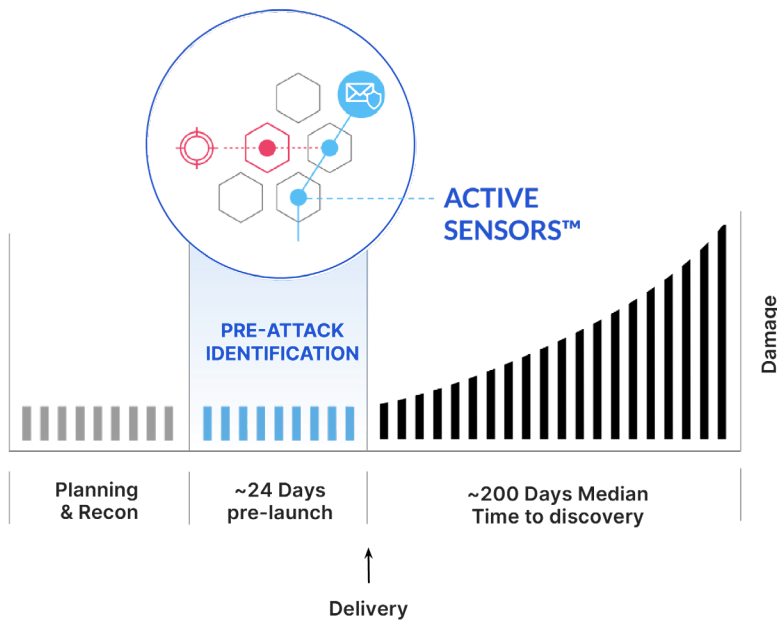 ACTIVE
SENSORS™
PRE-ATTACK
IDENTIFICATION
Damage
Planning
& Recon
~24 Days
pre-launch
~200 Days Median
Time to discovery
Delivery